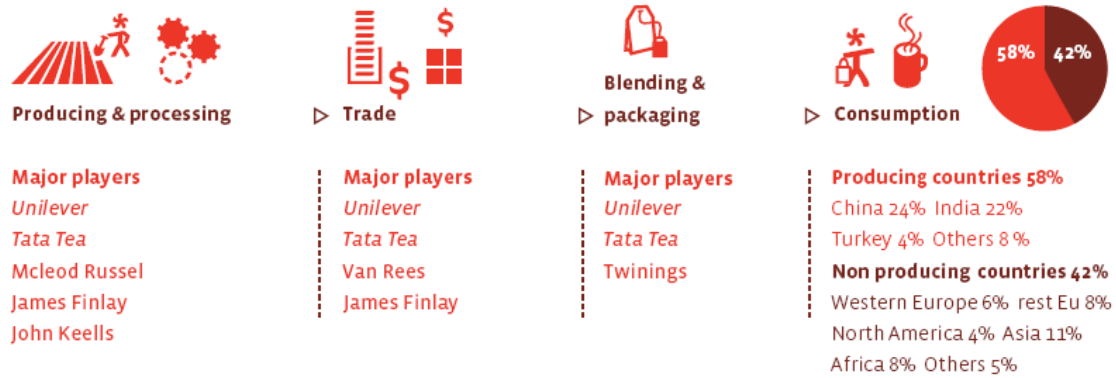 $
$
58%
42%
Producing & processing
Trade
Blending &
packaging
Consumption
Major players
Unilever
Tata Tea
Mcleod Russel
James Finlay
John Keells
Major players
Unilever
Tata Tea
Van Rees
James Finlay
Major players
Unilever
Tata Tea
Twinings
Producing countries 58%
China 24% India 22%
Turkey 4% Others 8 %
Non producing countries 42%
Western Europe 6% rest Eu 8%
North America 4% Asia 11%
Africa 8% Others 5%